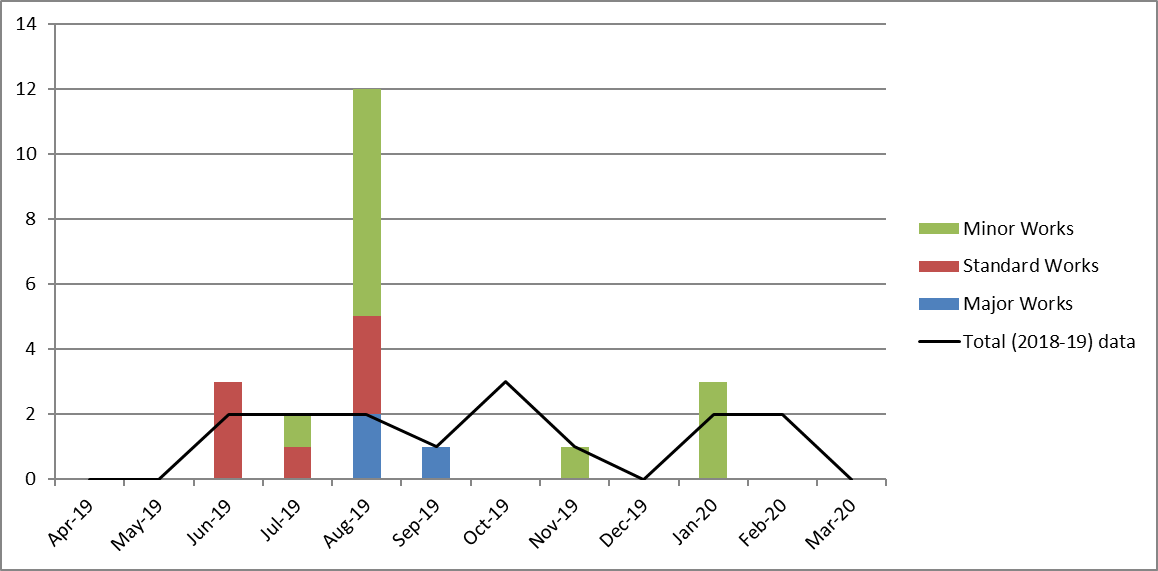 14
12
10
8
6
4
2
0
Apr-19
May-19
Jun-19
Jul-19
Aug-19
Sep-19
Oct-19
Nov-19
Dec-19
Jan-20
Feb-20
Mar-20
Minor Works
Standard Works
Major Works
Total (2018-19) data